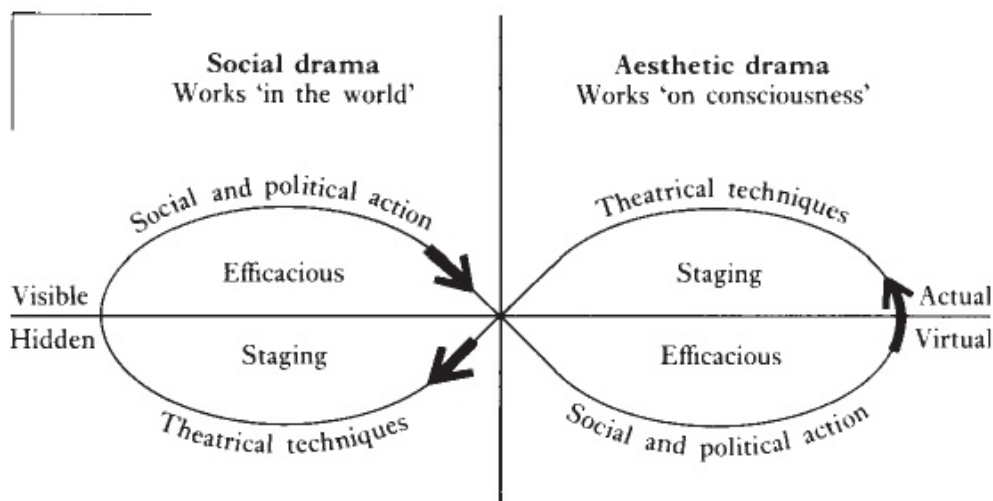 Social drama
Works ‘in the world’
Aesthetic drama
Works ‘on consciousness’
Social and political action
Theatrical techniques
Efficacious
Staging
Visible
Actual
Hidden
Virtual
Staging
Efficacious
Theatrical techniques
Social and political action